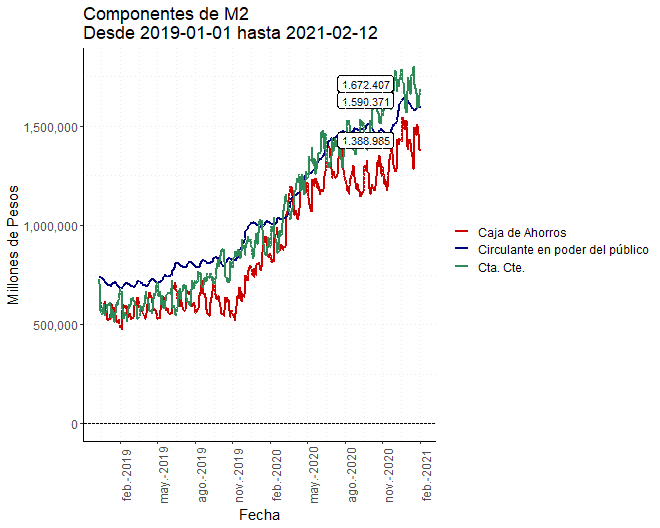 Componentes de M2
Desde 2019-01-01 hasta 2021-02-12
Millones de Pesos
1,500,000
1,000,000
500,000
0
1.672.407
1.590.371
1.388.985
Caja de Ahorros
Circulante en poder del público
Cta. Cte.
feb.-2019
may.-2019
ago.-2019
nov.-2019
feb.-2020
may.-2020
ago.-2020
nov.-2020
feb.-2021
Fecha